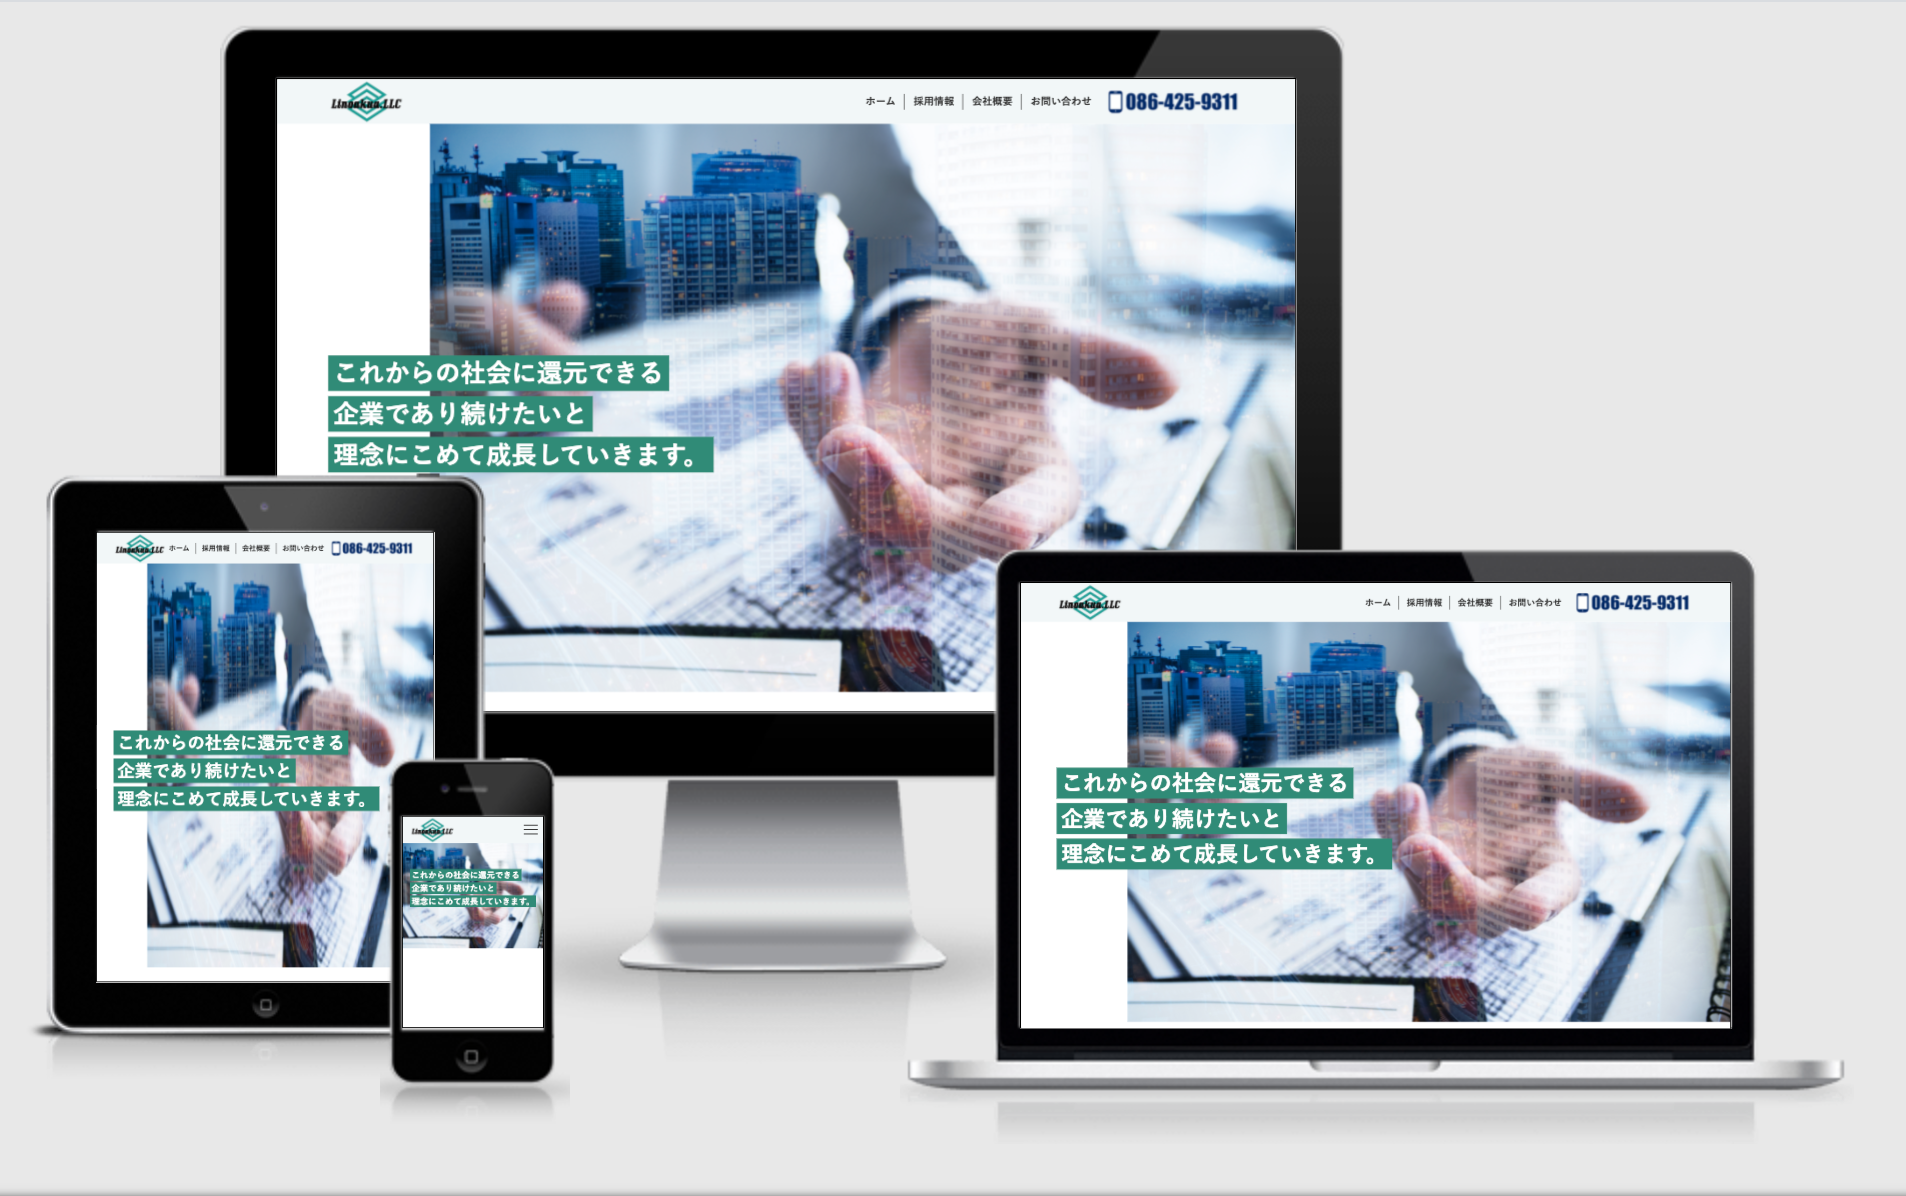 ホーム
採用情報
会社概要
お問い合わせ
086-425-9311
これからの社会に還元できる
企業であり続けたいと
理念にこめて成長していきます。
ホーム
採用情報
会社概要
お問い合わせ
086-425-9311
これからの社会に還元できる
企業であり続けたいと
理念にこめて成長していきます。
これからの社会に還元できる
企業であり続けたいと
理念にこめて成長していきます。
ホーム
採用情報
会社概要
お問い合わせ
086-425-9311
これからの社会に還元できる
企業であり続けたいと
理念にこめて成長していきます。